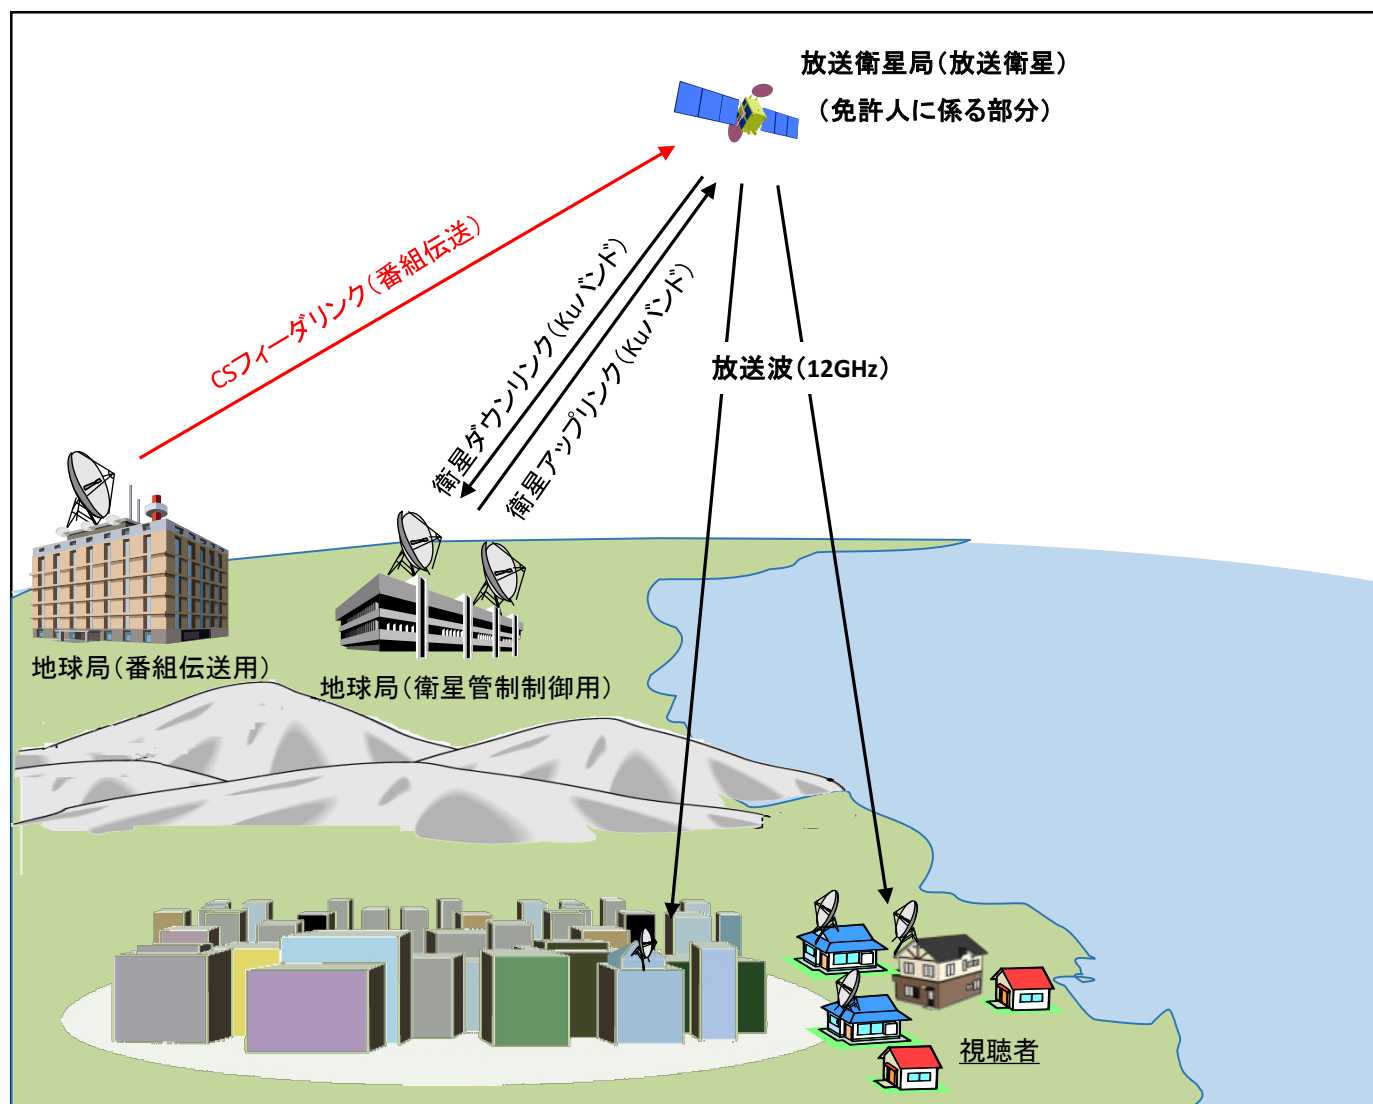 放送衛星局（放送衛星）
（免許人に係る部分）
CSフィーダリンク（番組伝送）
衛星ダウンリンク（Kuバンド）
衛星アップリンク（Kuバンド）
放送波（12GHz）
地球局（番組伝送用）
地球局（衛星管制制御用）
視聴者